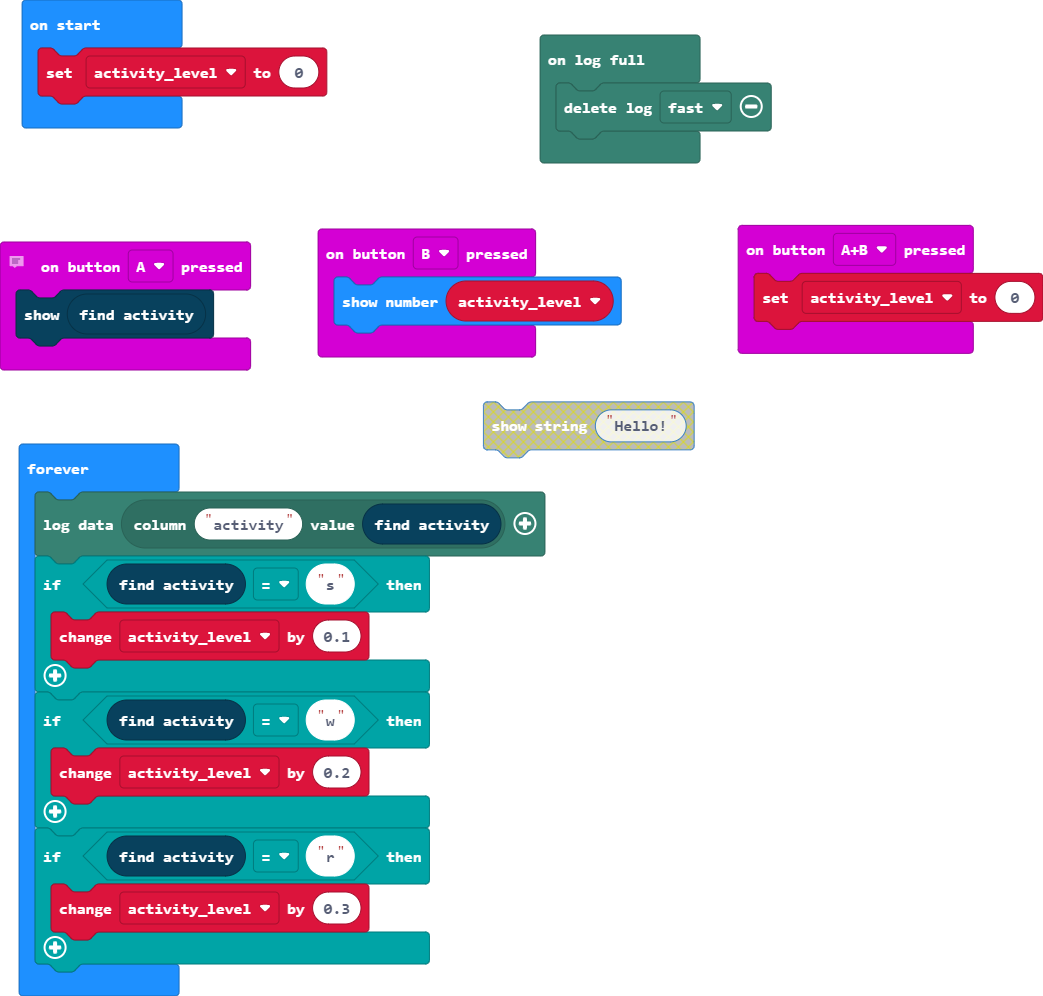 on start
set activity_level to 0
on log full
delete log fast
on button A pressed
show find activity
on button B pressed
show number activity_level
on button A+B pressed
set activity_level to 0
show string "Hello!"
forever
log data column "activity" value find activity
if find activity = "s" then
change activity_level by 0.1
if find activity = "w" then
change activity_level by 0.2
if find activity = "r" then
change activity_level by 0.3